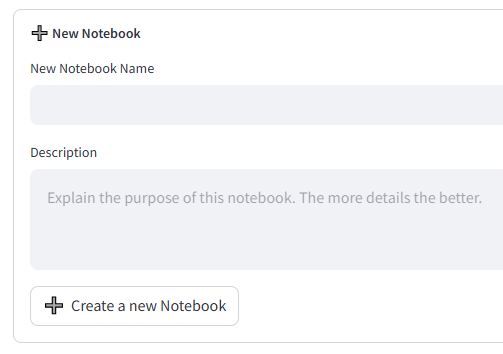 New Notebook
New Notebook Name
Description
Explain the purpose of this notebook. The more details the better.
Create a new Notebook